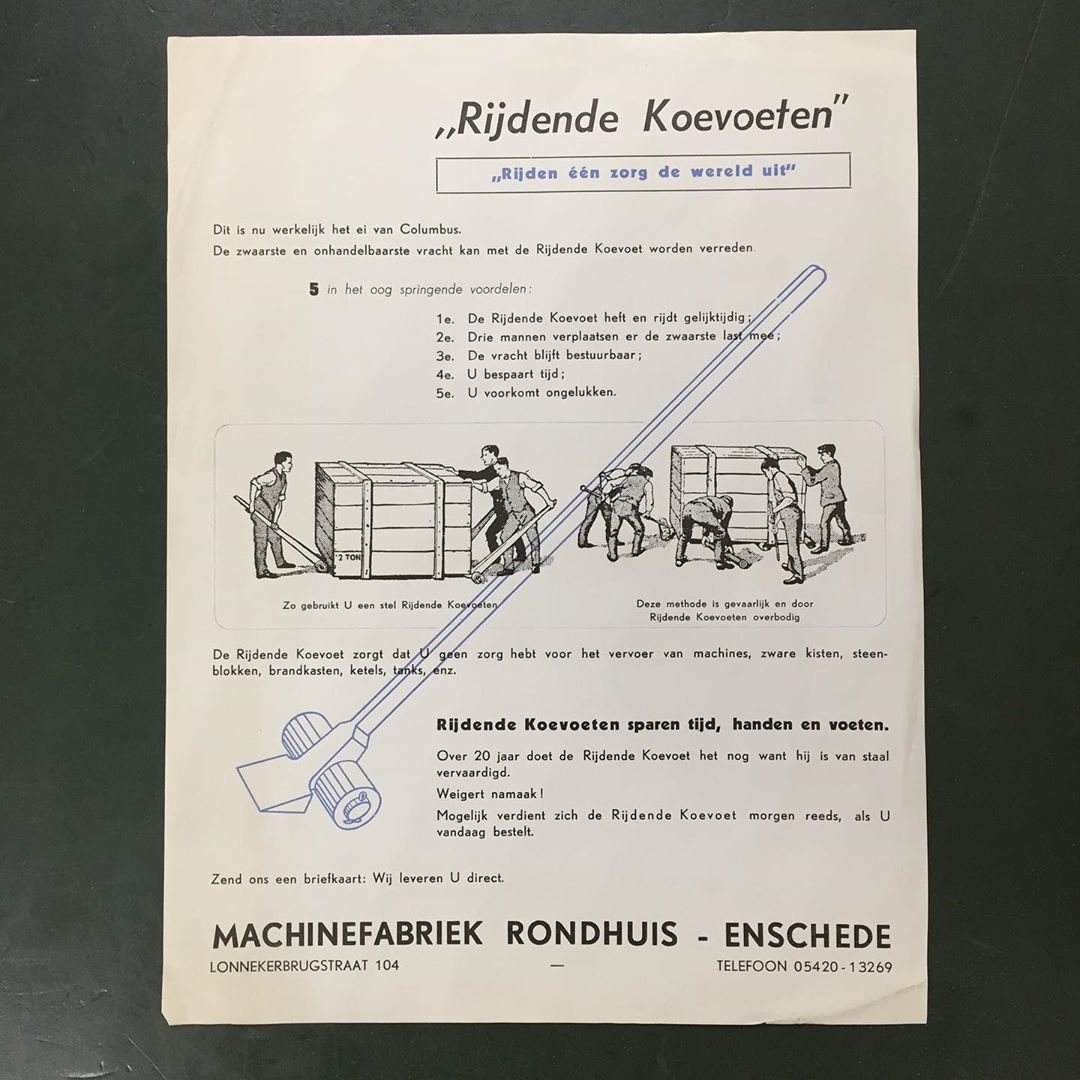 „Rijdende Koevoeten”
„Rijden één zorg de wereld uit”
Dit is nu werkelijk het ei van Columbus.
De zwaarste en onhandelbaarste vracht kan met de Rijdende Koevoet worden verreden.
5 in het oog springende voordelen:
1e. De Rijdende Koevoet heft en rijdt gelijktijdig;
2e. Drie mannen verplaatsen er de zwaarste last mee;
3e. De vracht blijft bestuurbaar;
4e. U bespaart tijd;
5e. U voorkomt ongelukken.
2 TON
Zo gebruikt U een stel Rijdende Koevoeten
Deze methode is gevaarlijk en door
Rijdende Koevoeten overbodig
De Rijdende Koevoet zorgt dat U geen zorg hebt voor het vervoer van machines, zware kisten, steen-
blokken, brandkasten, ketels, tanks, enz.
Rijdende Koevoeten sparen tijd, handen en voeten.
Over 20 jaar doet de Rijdende Koevoet het nog want hij is van staal
vervaardigd.
Weigert namaak!
Mogelijk verdient zich de Rijdende Koevoet morgen reeds, als U
vandaag bestelt.
Zend ons een briefkaart: Wij leveren U direct.
MACHINEFABRIEK RONDHUIS - ENSCHEDE
LONNEKERBRUGSTRAAT 104 — TELEFOON 05420-13269